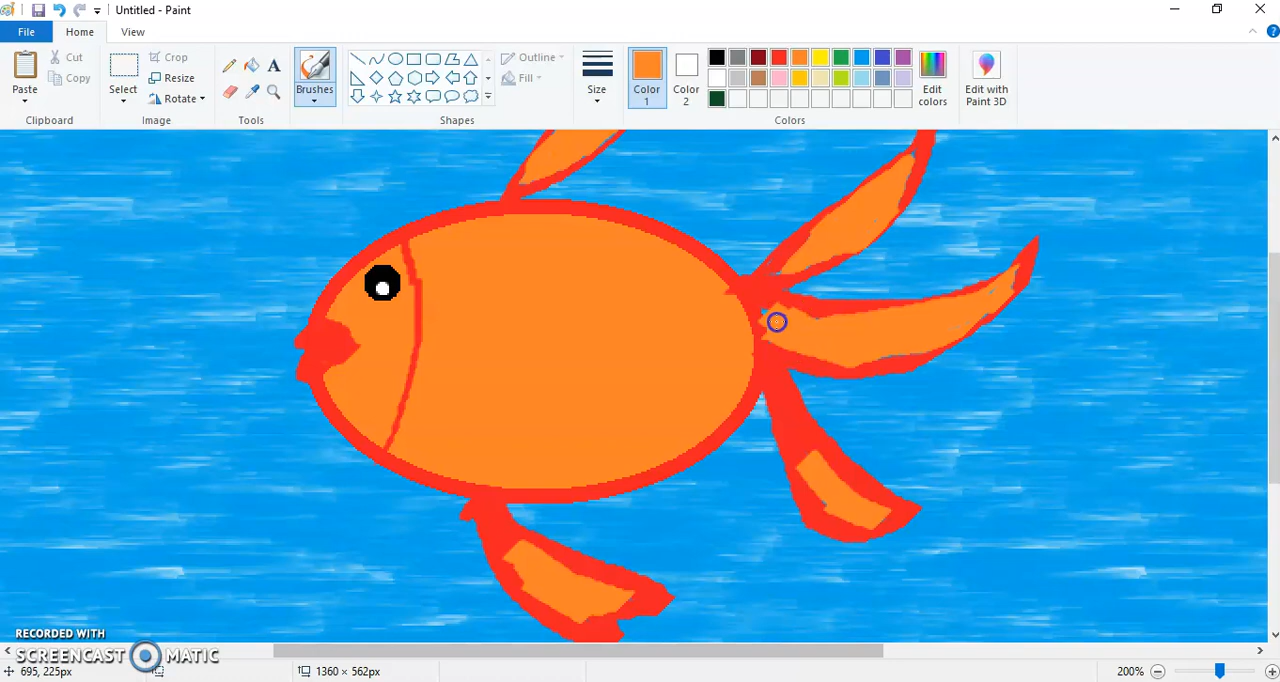 Untitled - Paint
File Home View
Cut
Copy
Paste
Clipboard
Select
Crop
Resize
Rotate
Image
A
Tools
Brushes
Outline
Fill
Shapes
Size
Color 1
Color 2
Edit colors
Colors
Edit with Paint 3D
RECORDED WITH
SCREENCAST MATIC
695, 225px
1360 × 562px
200%